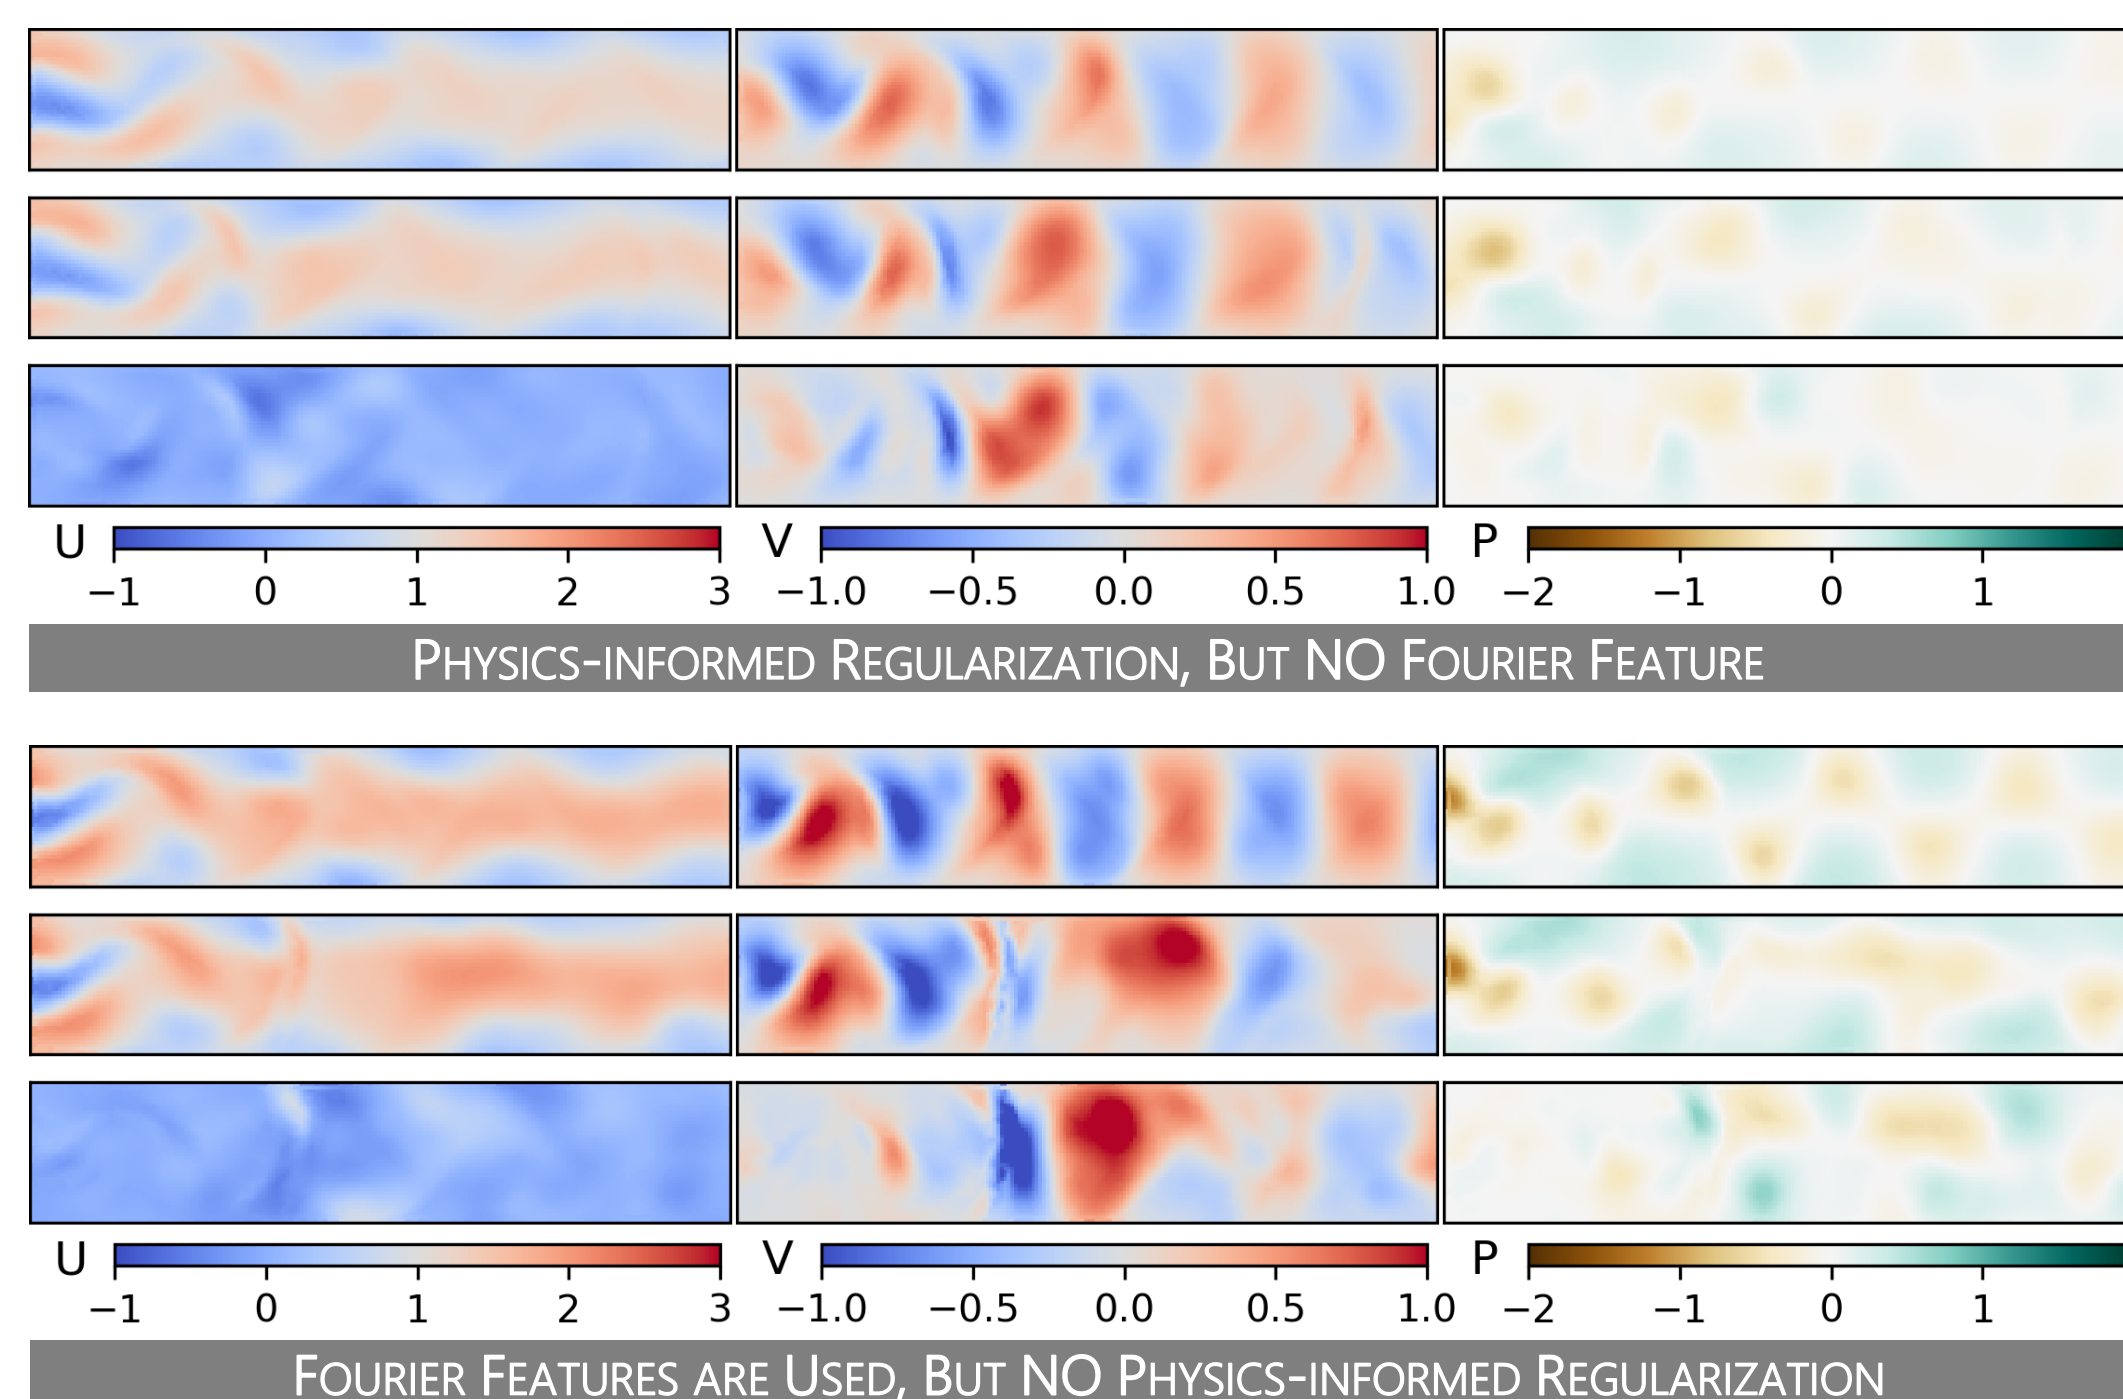 U V P
−1 0 1 2 3 −1.0 −0.5 0.0 0.5 1.0 −2 −1 0 1
PHYSICS-INFORMED REGULARIZATION, BUT NO FOURIER FEATURE
U V P
−1 0 1 2 3 −1.0 −0.5 0.0 0.5 1.0 −2 −1 0 1
FOURIER FEATURES ARE USED, BUT NO PHYSICS-INFORMED REGULARIZATION